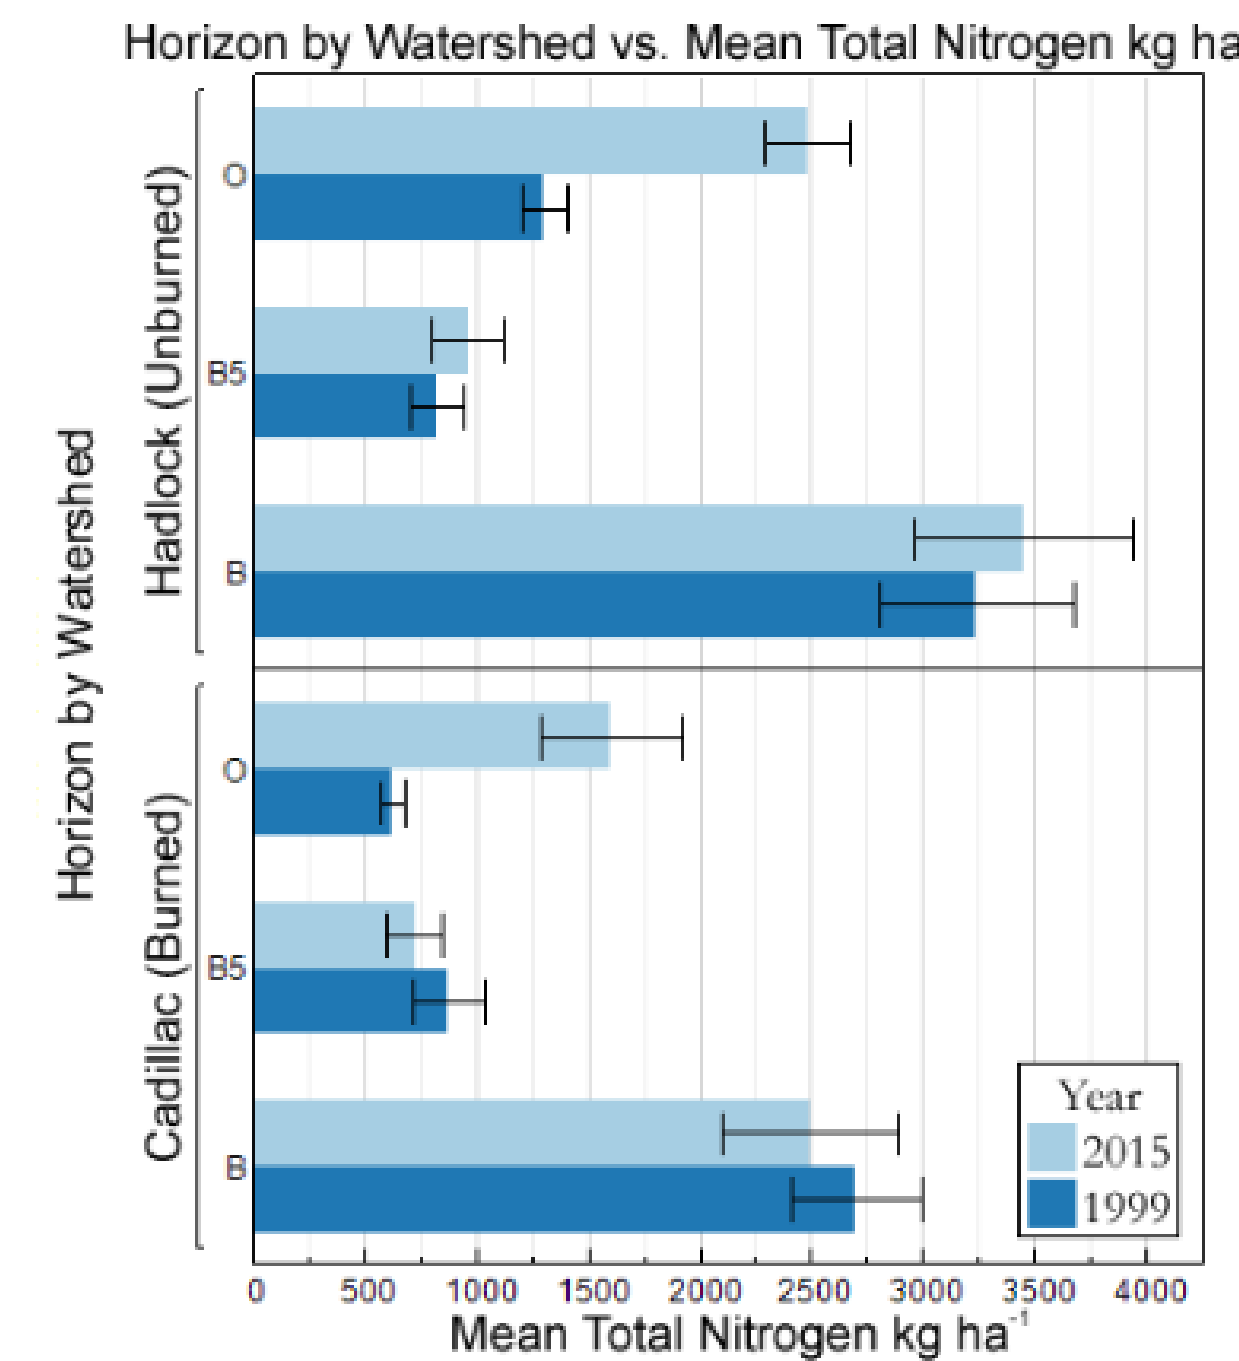 Horizon by Watershed vs. Mean Total Nitrogen kg ha
Horizon by Watershed
Hadlock (Unburned)
O
B5
B
Cadillac (Burned)
O
B5
B
Year
2015
1999
0 500 1000 1500 2000 2500 3000 3500 4000
Mean Total Nitrogen kg ha⁻¹